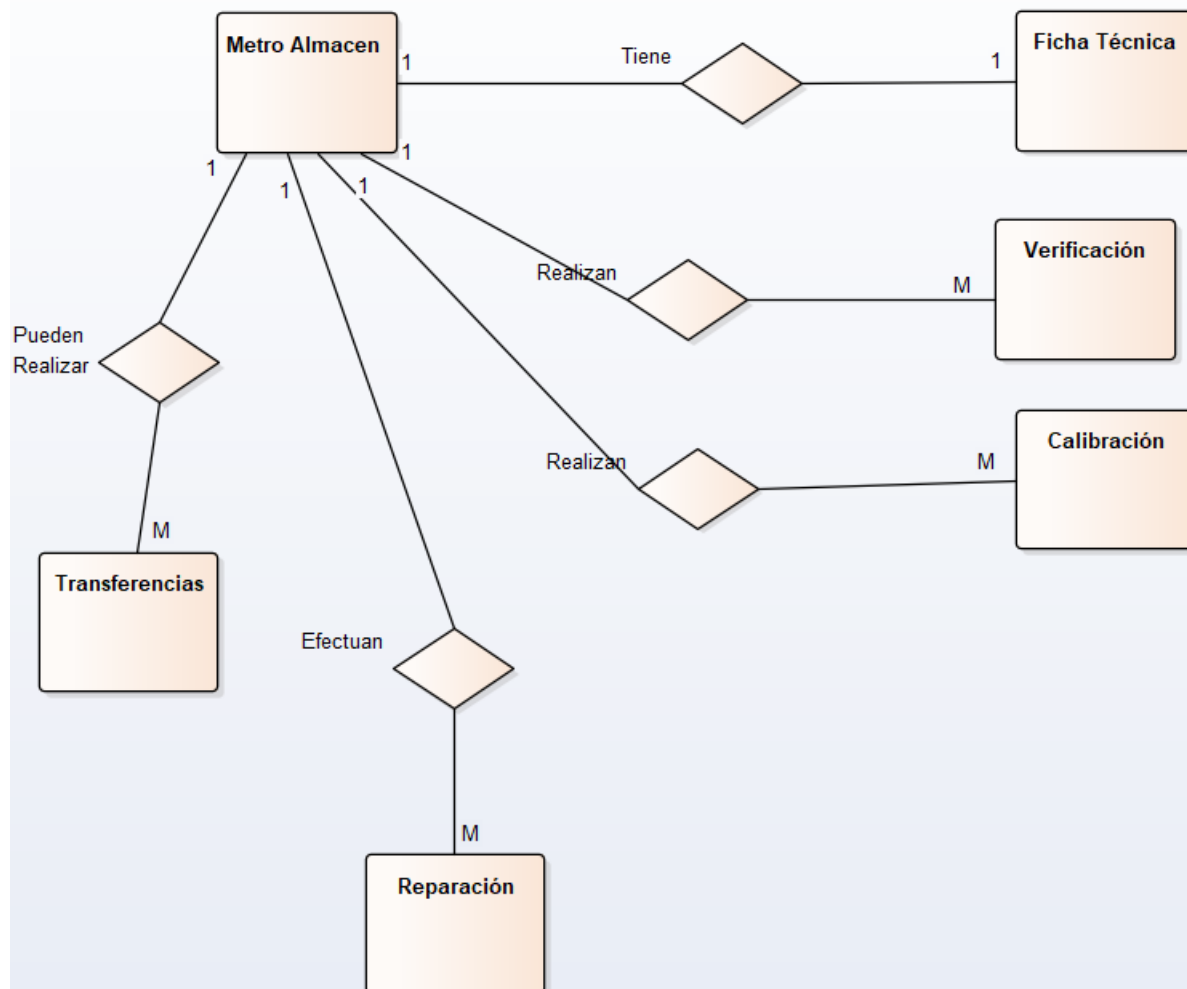 Metro Almacen
Tiene
Ficha Técnica
1
1
1
1
1
1
Verificación
Realizan
M
Pueden
Realizar
Calibración
Realizan
M
M
Transferencias
Efectuan
M
Reparación